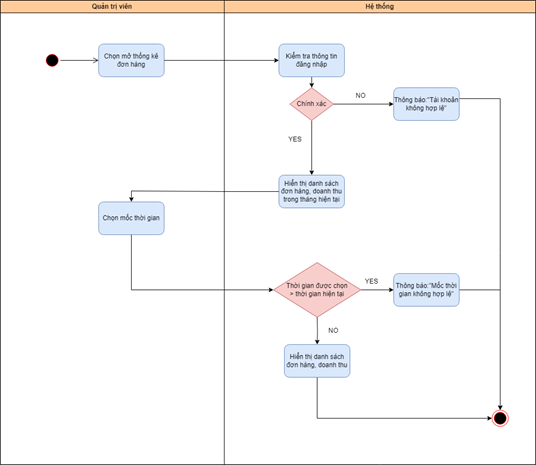 Quản trị viên
Hệ thống
Chọn mở thống kê
đơn hàng
Kiểm tra thông tin
đăng nhập
Chính xác
NO
Thông báo:"Tài khoản
không hợp lệ"
YES
Hiển thị danh sách
đơn hàng, doanh thu
trong tháng hiện tại
Chọn mốc thời gian
Thời gian được chọn
> thời gian hiện tại
YES
Thông báo:"Mốc thời
gian không hợp lệ"
NO
Hiển thị danh sách
đơn hàng, doanh thu